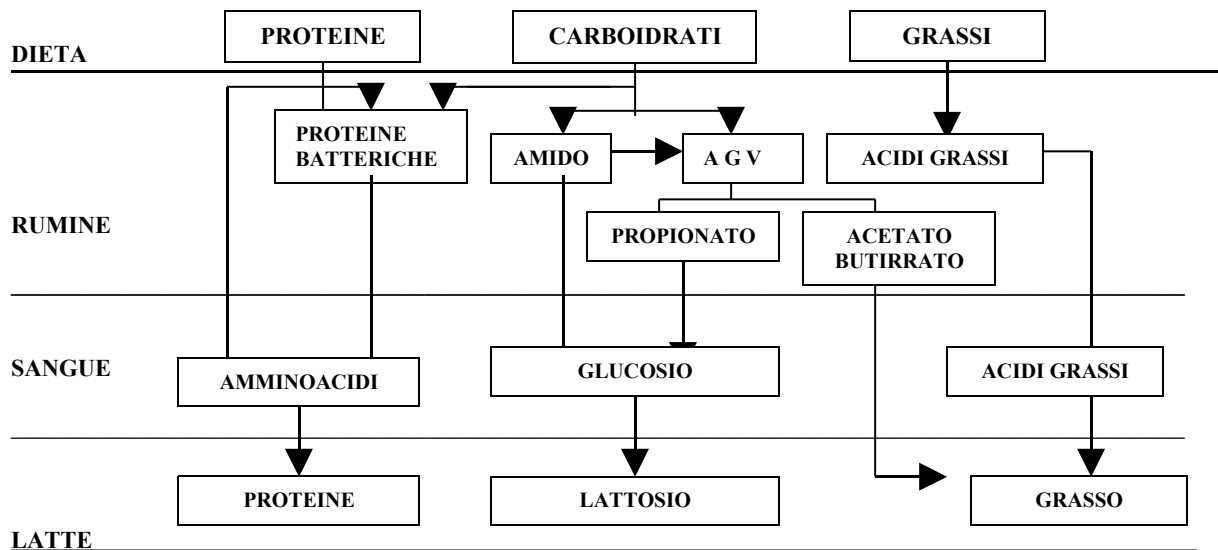 PROTEINE
CARBOIDRATI
GRASSI
DIETA
PROTEINE
BATTERICHE
AMIDO
A G V
ACIDI GRASSI
RUMINE
PROPIONATO
ACETATO
BUTIRRATO
SANGUE
AMMINOACIDI
GLUCOSIO
ACIDI GRASSI
PROTEINE
LATTOSIO
GRASSO
LATTE